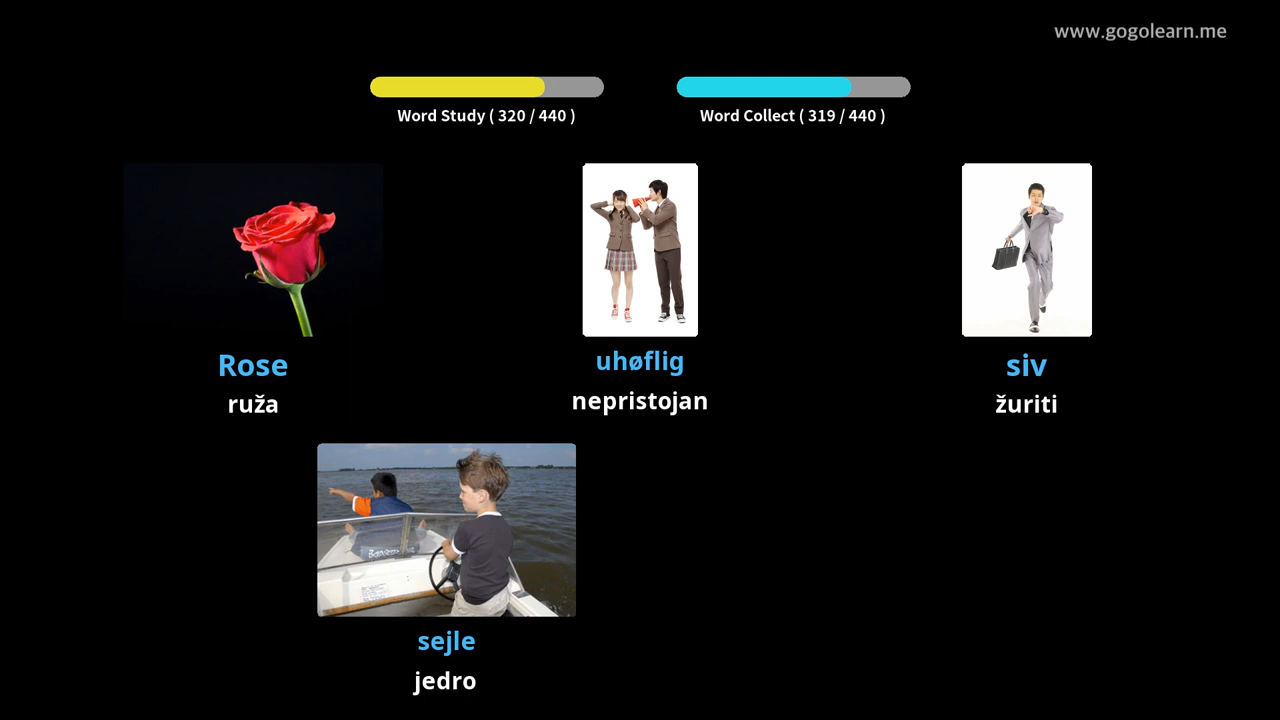 www.gogolearn.me
Word Study ( 320 / 440 )
Word Collect ( 319 / 440 )
Rose
ruža
uhøflig
nepristojan
siv
žuriti
sejle
jedro